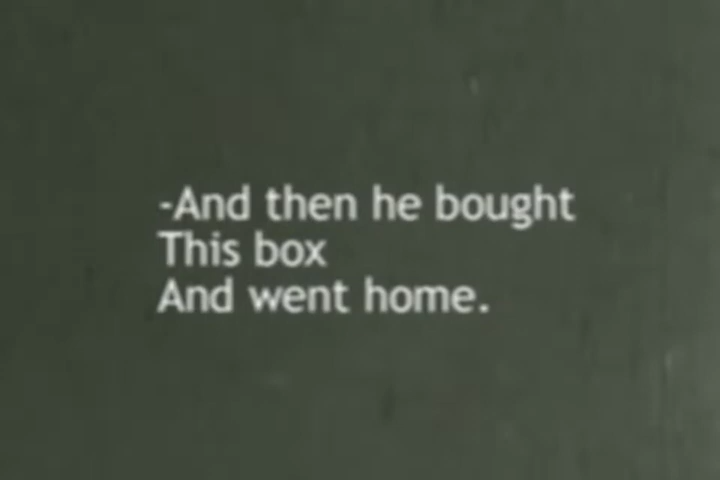 -And then he bought
This box
And went home.